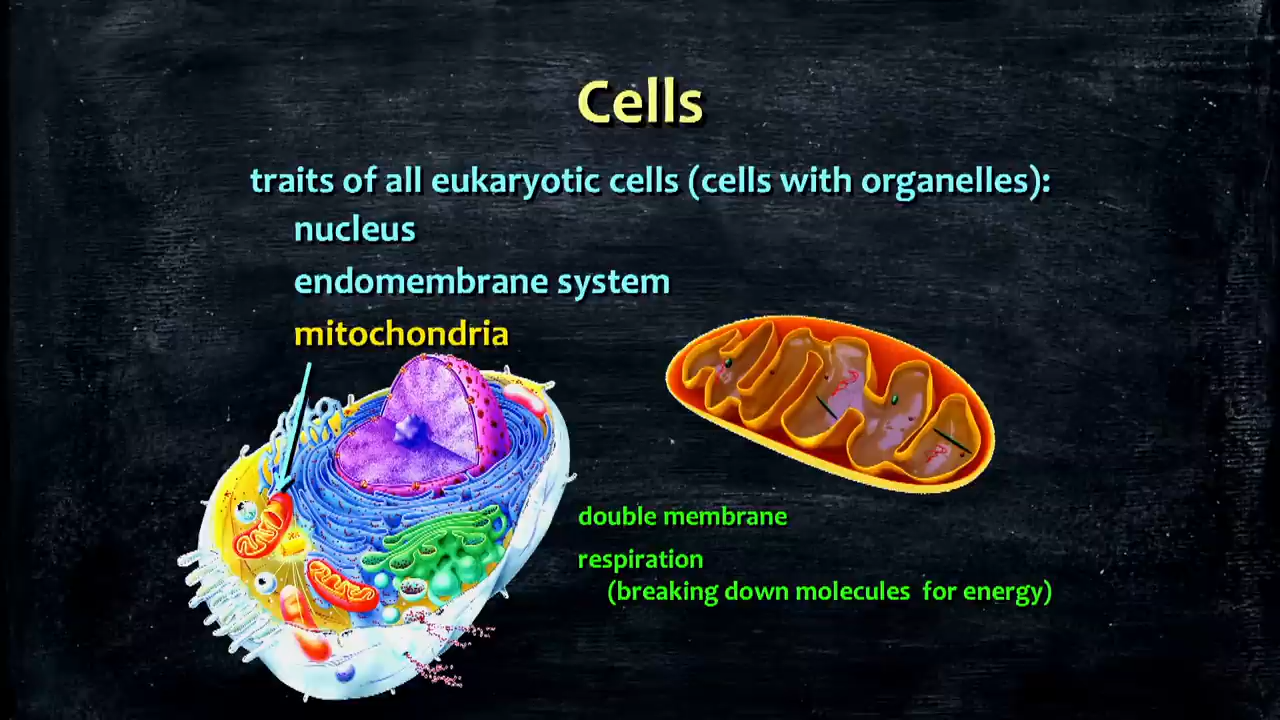 Cells
traits of all eukaryotic cells (cells with organelles):
nucleus
endomembrane system
mitochondria
double membrane
respiration
(breaking down molecules for energy)